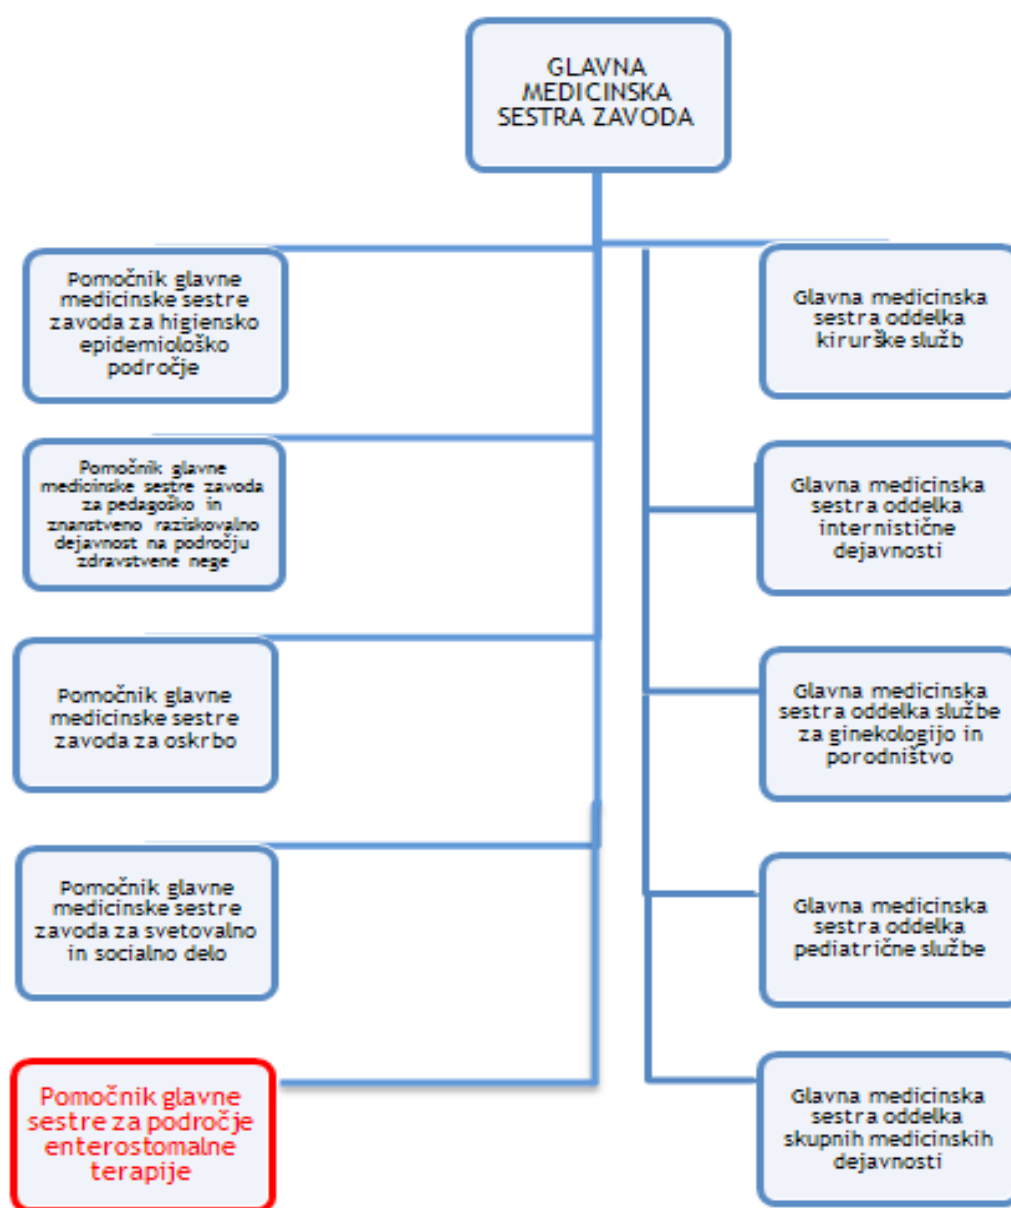 GLAVNA
MEDICINSKA
SESTRA ZAVODA
Pomočnik glavne
medicinske sestre
zavoda za higiensko
epidemiološko
področje
Pomočnik glavne
medicinske sestre zavoda
za pedagoško in
znanstveno raziskovalno
dejavnost na področju
zdravstvene nege
Pomočnik glavne
medicinske sestre
zavoda za oskrbo
Pomočnik glavne
medicinske sestre
zavoda za svetovalno
in socialno delo
Pomočnik glavne
sestre za področje
enterostomalne
terapije
Glavna medicinska
sestra oddelka
kirurške služb
Glavna medicinska
sestra oddelka
internistične
dejavnosti
Glavna medicinska
sestra oddelka službe
za ginekologijo in
porodništvo
Glavna medicinska
sestra oddelka
pediatrične službe
Glavna medicinska
sestra oddelka
skupnih medicinskih
dejavnosti